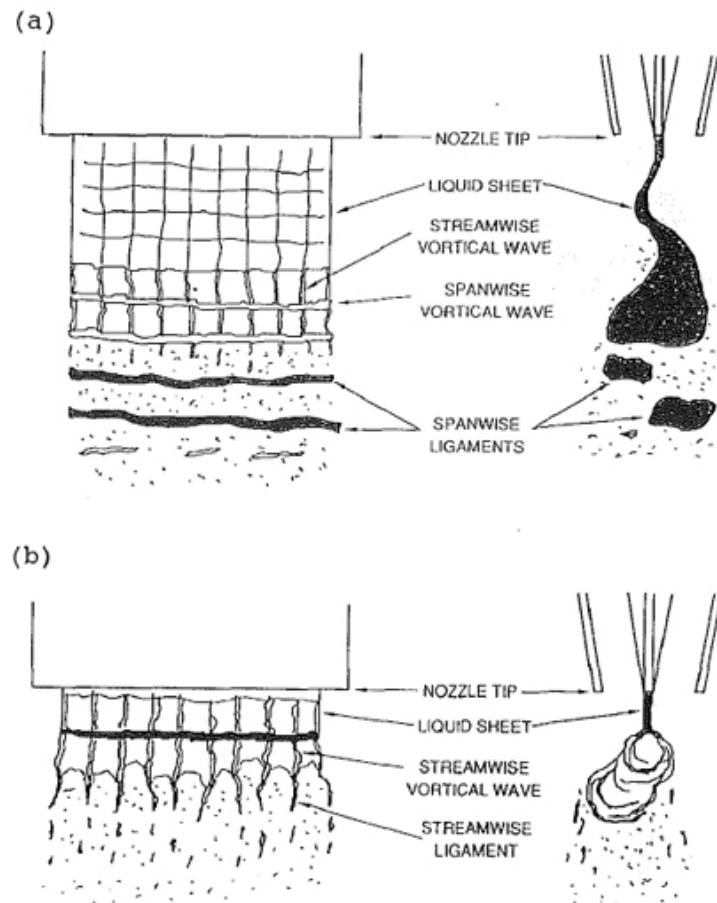 (a)
NOZZLE TIP
LIQUID SHEET
STREAMWISE
VORTICAL WAVE
SPANWISE
VORTICAL WAVE
SPANWISE
LIGAMENTS
(b)
NOZZLE TIP
LIQUID SHEET
STREAMWISE
VORTICAL WAVE
STREAMWISE
LIGAMENT